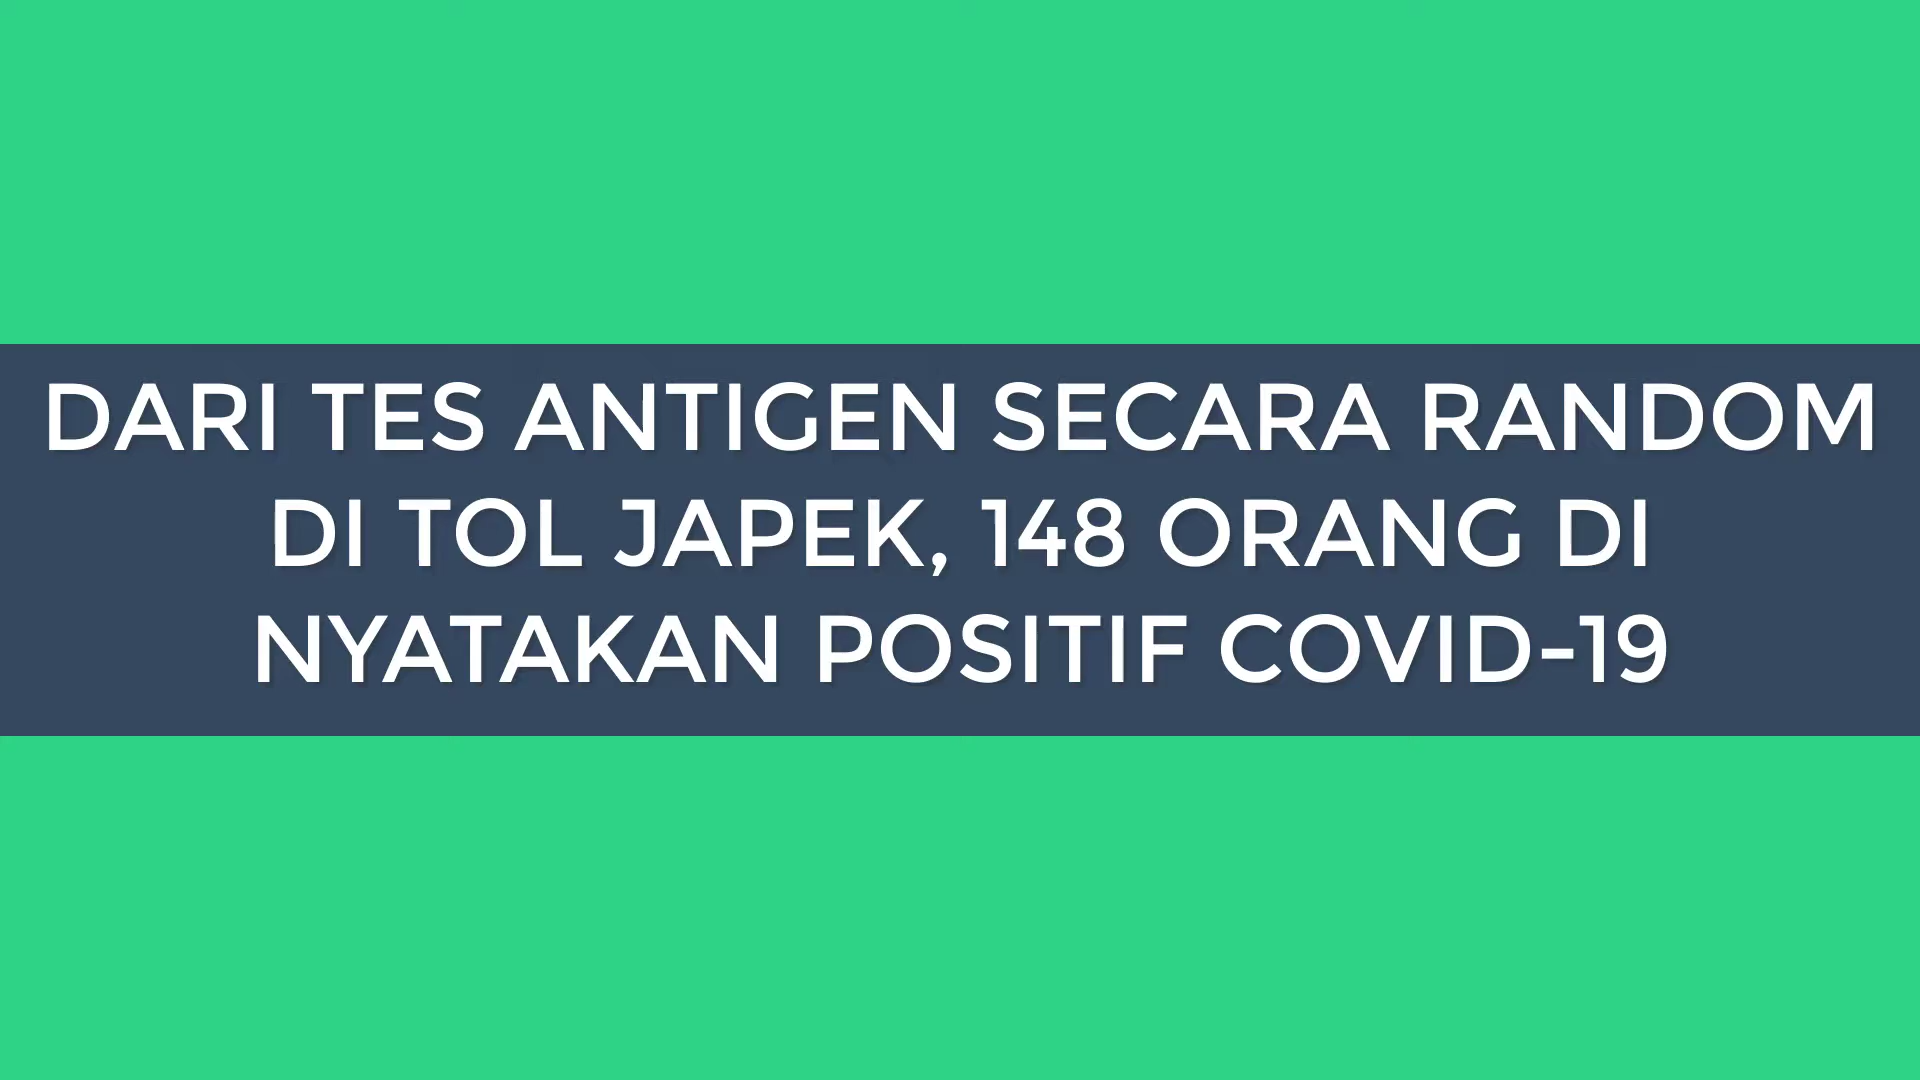 DARI TES ANTIGEN SECARA RANDOM
DI TOL JAPEK, 148 ORANG DI
NYATAKAN POSITIF COVID-19